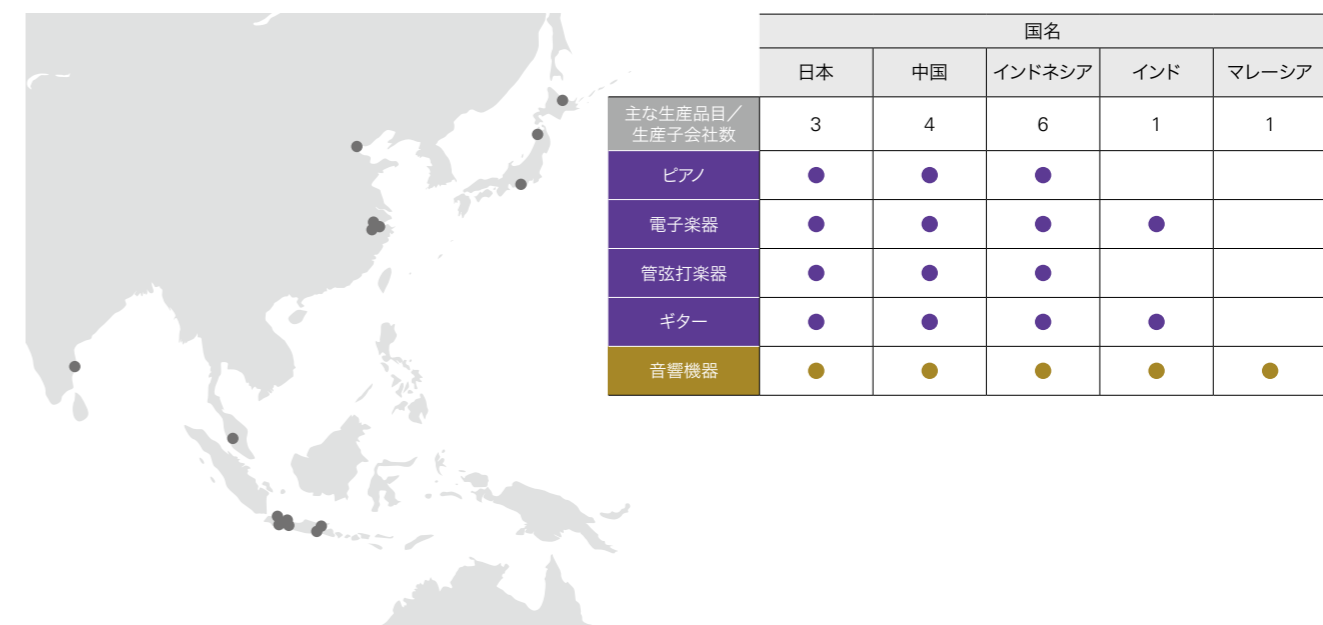 国名
日本 中国 インドネシア インド マレーシア
主な生産品目／
生産子会社数
3 4 6 1 1
ピアノ ● ● ●
電子楽器 ● ● ● ●
管弦打楽器 ● ● ●
ギター ● ● ● ●
音響機器 ● ● ● ● ●